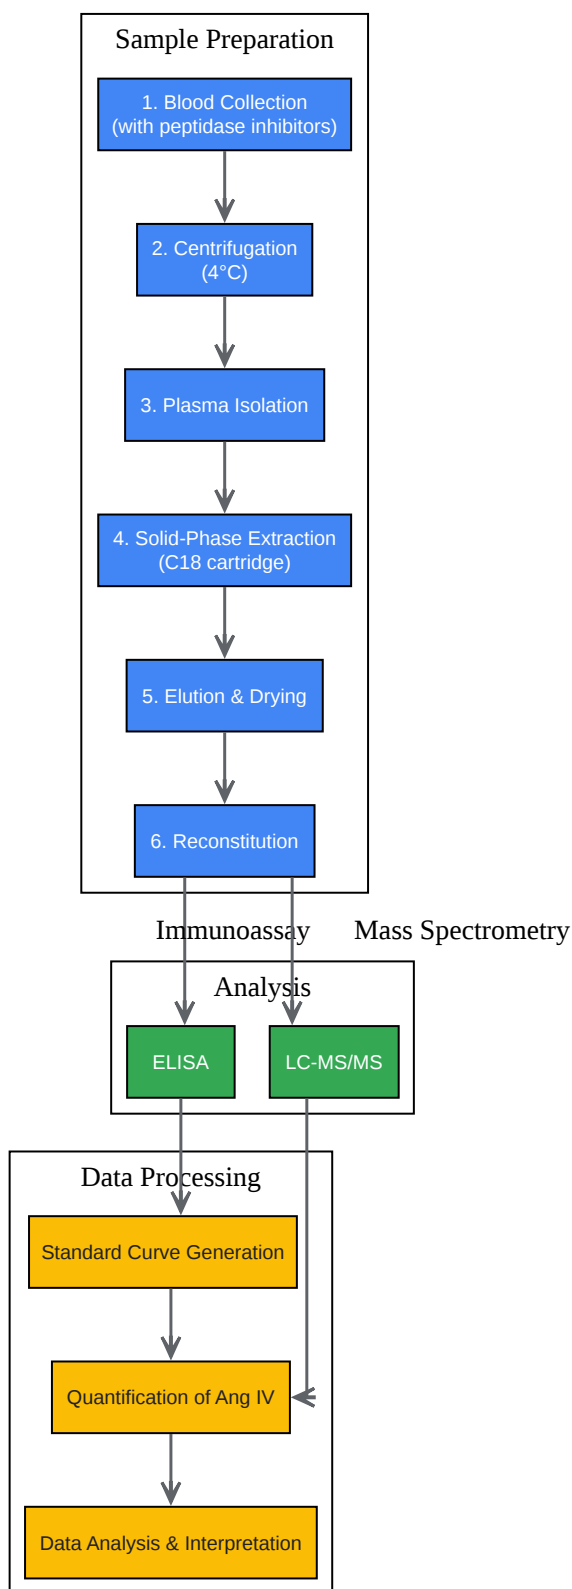 Sample Preparation
1. Blood Collection
(with peptidase inhibitors)
2. Centrifugation
(4°C)
3. Plasma Isolation
4. Solid-Phase Extraction
(C18 cartridge)
5. Elution & Drying
6. Reconstitution
Immunoassay
Mass Spectrometry
Analysis
ELISA
LC-MS/MS
Data Processing
Standard Curve Generation
Quantification of Ang IV
Data Analysis & Interpretation